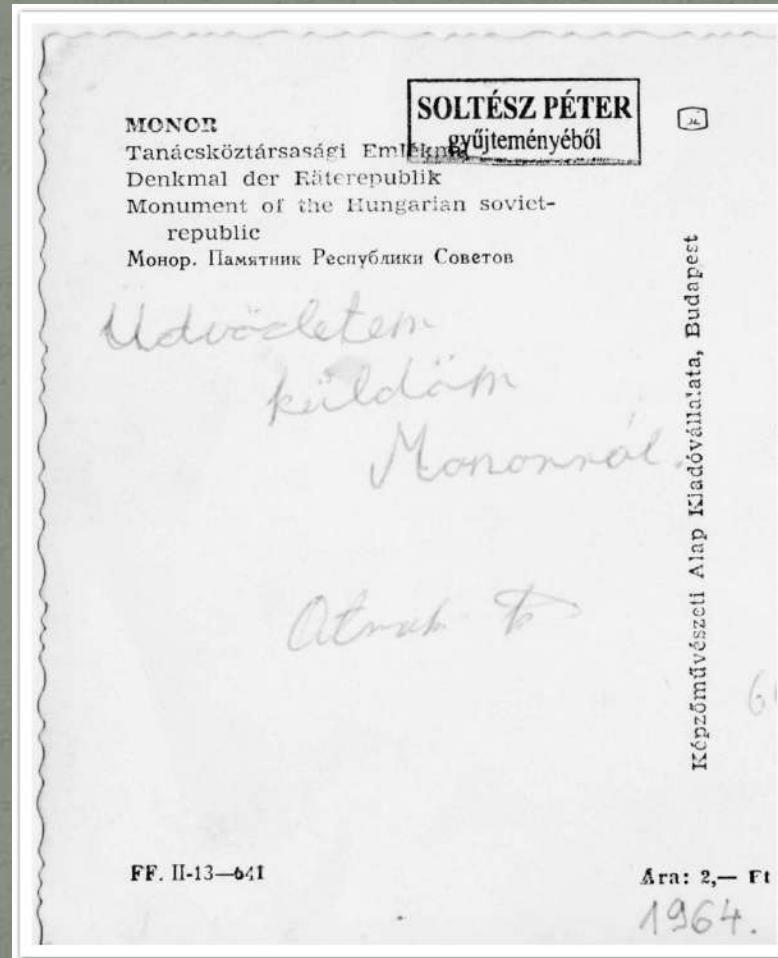 MONOR
SOLTÉSZ PÉTER
gyűjteményéből
Tanácsköztársasági Emlékmű
Denkmal der Räterepublik
Monument of the Hungarian soviet-
republic
Монор. Памятник Республики Советов
Üdvözletem
küldöm
Monorról.
Képzőművészeti Alap Kiadóvállalata, Budapest
FF. II-13—641
Ára: 2,— Ft
1964.